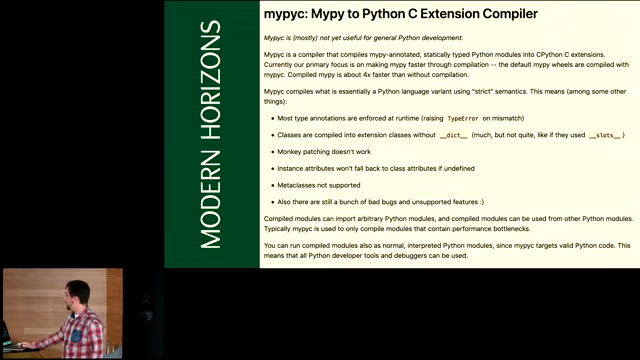 MODERN HORIZONS
mypyc: Mypy to Python C Extension Compiler
Mypyc is (mostly) not yet useful for general Python development.
Mypyc is a compiler that compiles mypy-annotated, statically typed Python modules into CPython C extensions.
Currently our primary focus is on making mypy faster through compilation -- the default mypy wheels are compiled with
mypyc. Compiled mypy is about 4x faster than without compilation.
Mypyc compiles what is essentially a Python language variant using "strict" semantics. This means (among some other
things):
• Most type annotations are enforced at runtime (raising TypeError on mismatch)
• Classes are compiled into extension classes without __dict__ (much, but not quite, like if they used __slots__)
• Monkey patching doesn't work
• Instance attributes won't fall back to class attributes if undefined
• Metaclasses not supported
• Also there are still a bunch of bad bugs and unsupported features :)
Compiled modules can import arbitrary Python modules, and compiled modules can be used from other Python modules.
Typically mypyc is used to only compile modules that contain performance bottlenecks.
You can run compiled modules also as normal, interpreted Python modules, since mypyc targets valid Python code. This
means that all Python developer tools and debuggers can be used.